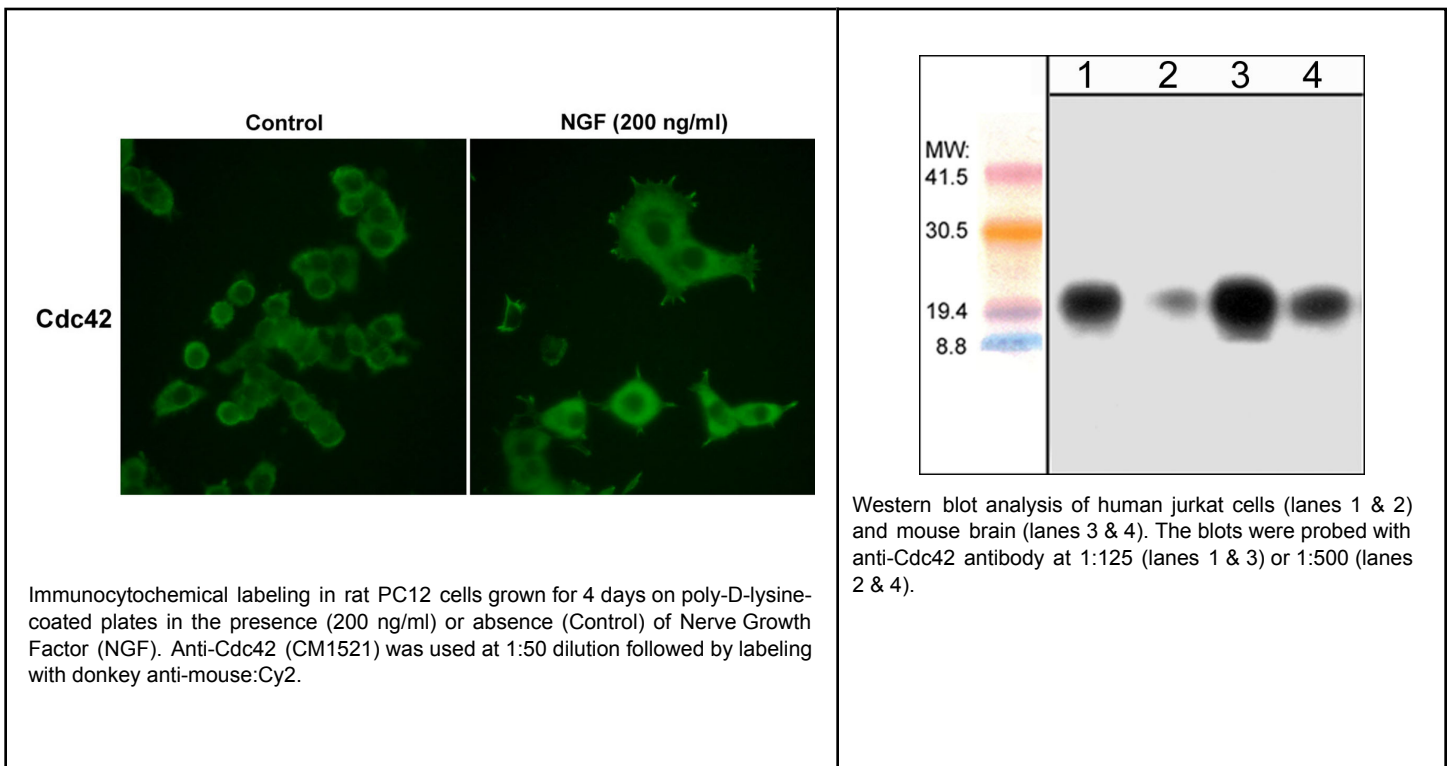 Control
NGF (200 ng/ml)
Cdc42
Immunocytochemical labeling in rat PC12 cells grown for 4 days on poly-D-lysine-
coated plates in the presence (200 ng/ml) or absence (Control) of Nerve Growth
Factor (NGF). Anti-Cdc42 (CM1521) was used at 1:50 dilution followed by labeling
with donkey anti-mouse:Cy2.
1 2 3 4
MW:
41.5
30.5
19.4
8.8
Western blot analysis of human jurkat cells (lanes 1 & 2)
and mouse brain (lanes 3 & 4). The blots were probed with
anti-Cdc42 antibody at 1:125 (lanes 1 & 3) or 1:500 (lanes
2 & 4).